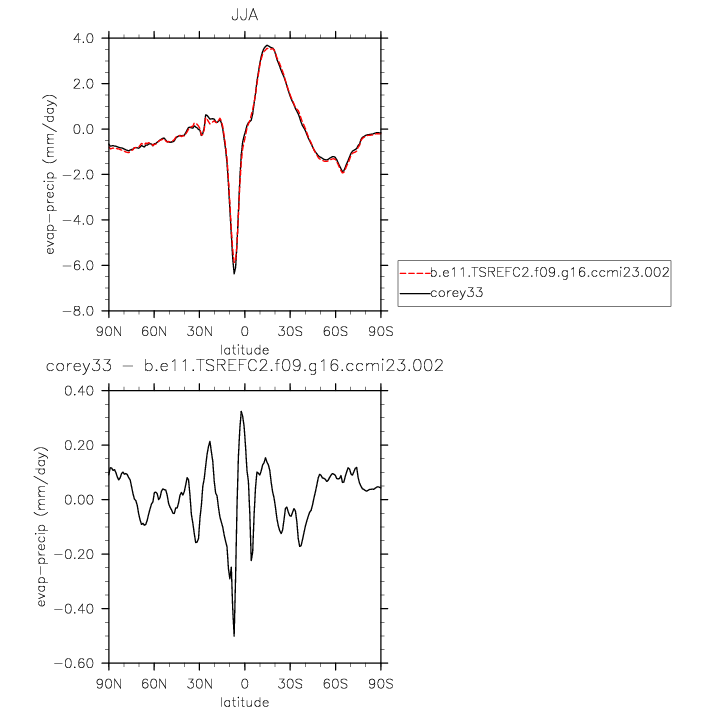 JJA
4.0
2.0
0.0
−2.0
−4.0
−6.0
−8.0
evap−precip (mm/day)
90N 60N 30N 0 30S 60S 90S
latitude
b.e11.TSREFC2.f09.g16.ccmi23.002
corey33
corey33 − b.e11.TSREFC2.f09.g16.ccmi23.002
0.40
0.20
0.00
−0.20
−0.40
−0.60
evap−precip (mm/day)
90N 60N 30N 0 30S 60S 90S
latitude